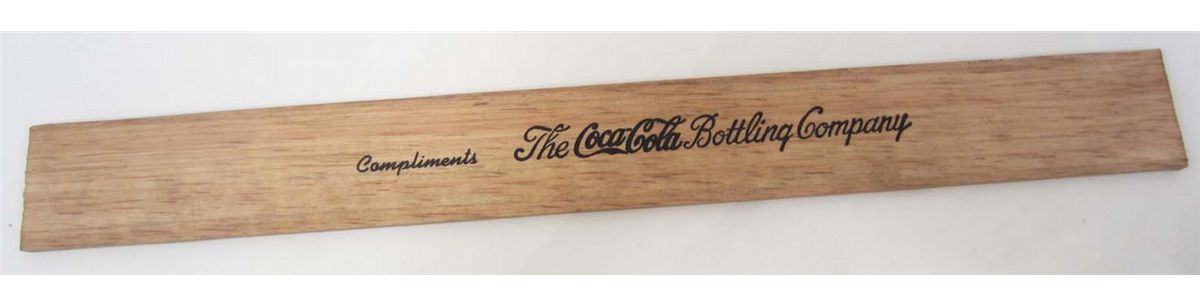 Compliments The Coca-Cola Bottling Company